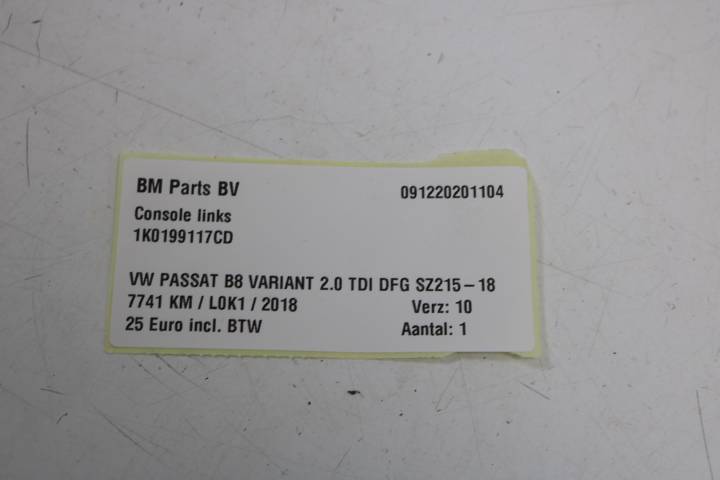 BM Parts BV 091220201104
Console links
1K0199117CD
VW PASSAT B8 VARIANT 2.0 TDI DFG SZ215-18
7741 KM / L0K1 / 2018 Verz: 10
25 Euro incl. BTW Aantal: 1